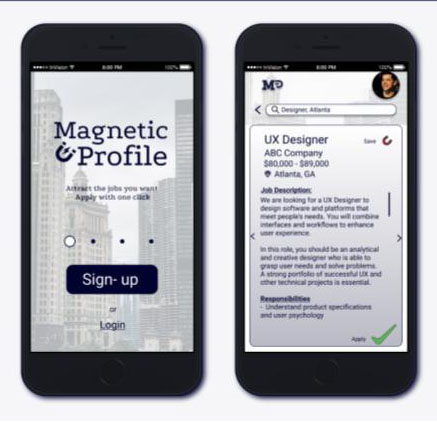 InVision
9:00 PM
100%
Magnetic
Profile
Attract the jobs you want
Apply with one click
Sign- up
or
Login
InVision
9:00 PM
100%
MP
Designer, Atlanta
UX Designer
Save
ABC Company
$80,000 - $89,000
Atlanta, GA
Job Description:
We are looking for a UX Designer to
design software and platforms that
meet people's needs. You will combine
interfaces and workflows to enhance
user experience.
In this role, you should be an analytical
and creative designer who is able to
grasp user needs and solve problems.
A strong portfolio of successful UX and
other technical projects is essential.
Responsibilities
- Understand product specifications
and user psychology
Apply